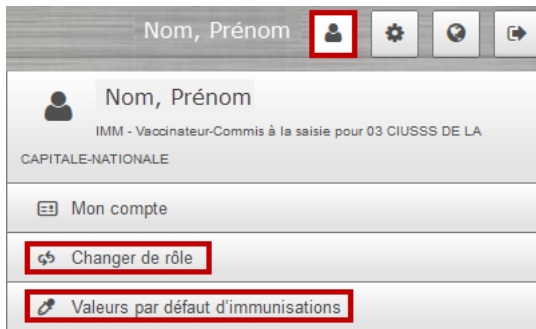 Nom, Prénom
Nom, Prénom
IMM - Vaccinateur-Commis à la saisie pour 03 CIUSSS DE LA
CAPITALE-NATIONALE
Mon compte
Changer de rôle
Valeurs par défaut d'immunisations